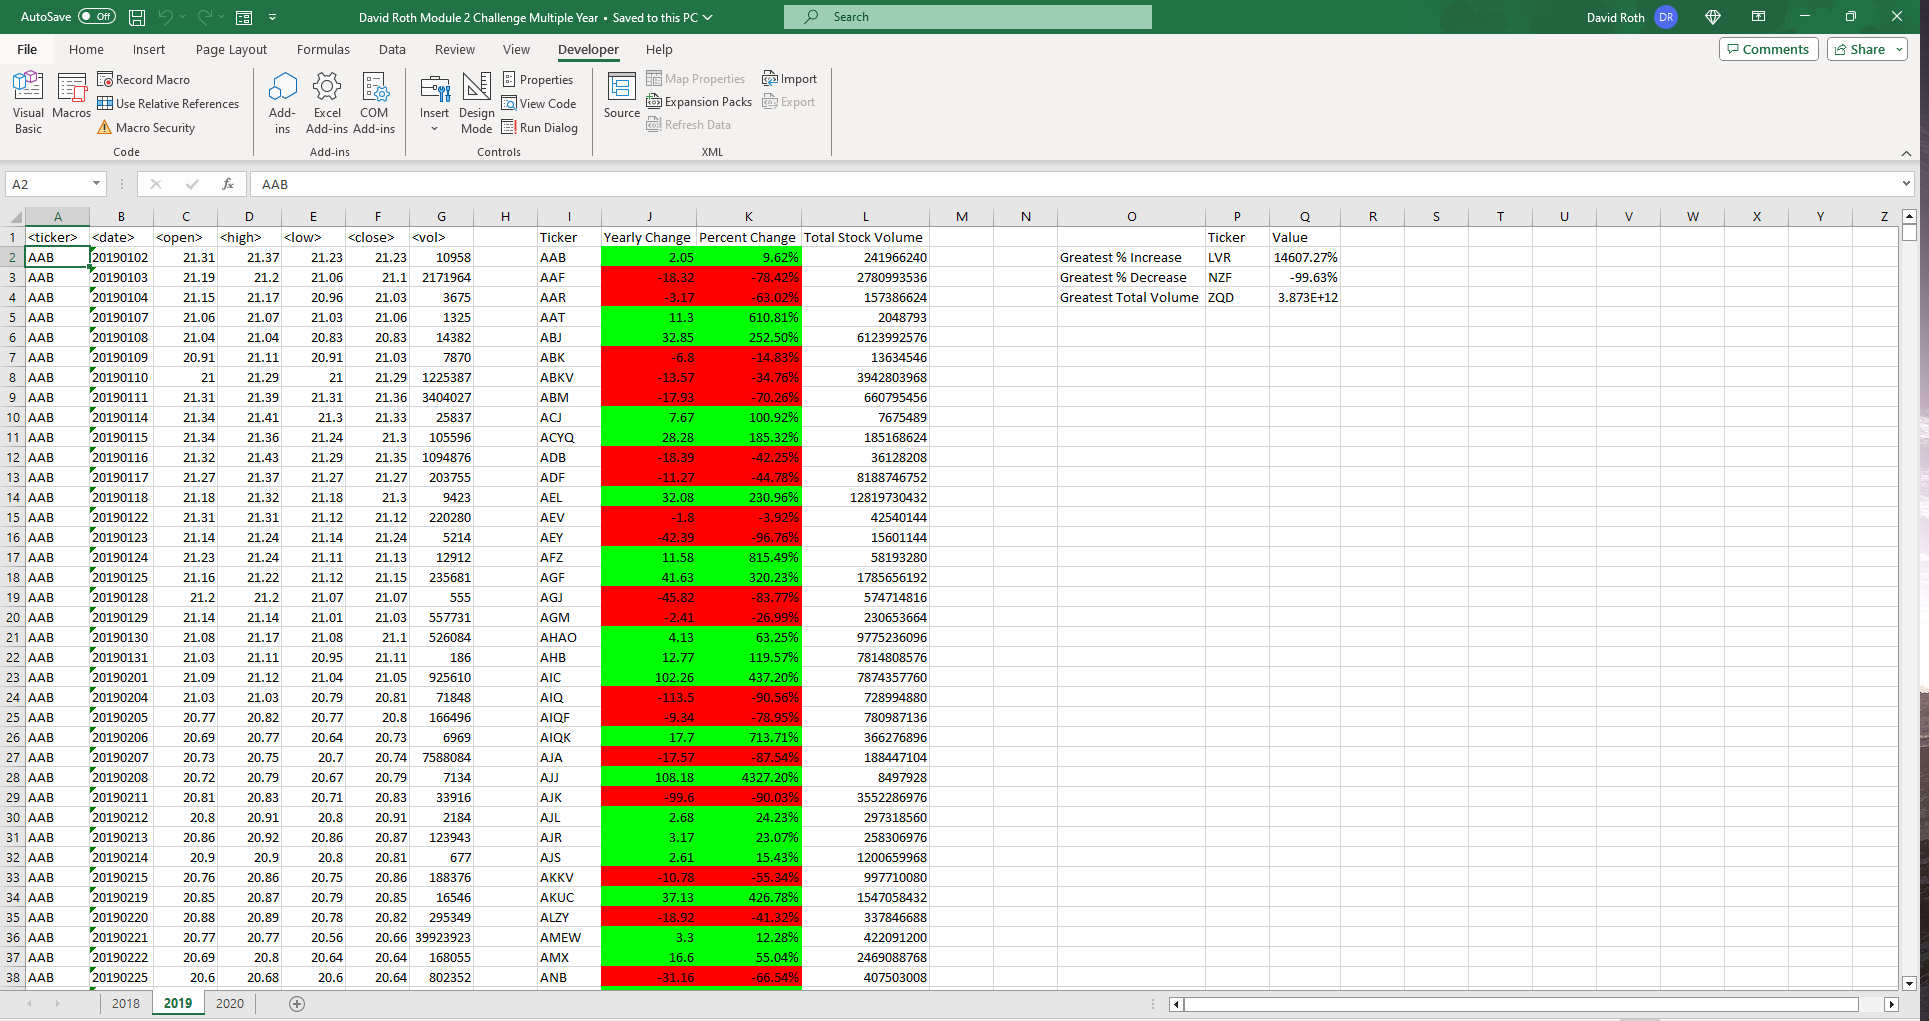 AutoSave Off David Roth Module 2 Challenge Multiple Year • Saved to this PC Search David Roth DR
File Home Insert Page Layout Formulas Data Review View Developer Help Comments Share
Visual Basic Macros Record Macro Use Relative References Macro Security Add-ins Excel Add-ins COM Add-ins Insert Design Mode Properties View Code Run Dialog Source Map Properties Expansion Packs Refresh Data Import Export
Code Add-ins Controls XML
A2 fx AAB
A B C D E F G H I J K L M N O P Q R S T U V W X Y Z
1 <ticker> <date> <open> <high> <low> <close> <vol> Ticker Yearly Change Percent Change Total Stock Volume Ticker Value
2 AAB 20190102 21.31 21.37 21.23 21.23 10958 AAB 2.05 9.62% 241966240 Greatest % Increase LVR 14607.27%
3 AAB 20190103 21.19 21.2 21.06 21.1 2171964 AAF -18.32 -78.42% 2780993536 Greatest % Decrease NZF -99.63%
4 AAB 20190104 21.15 21.17 20.96 21.03 3675 AAR -3.17 -63.02% 157386624 Greatest Total Volume ZQD 3.873E+12
5 AAB 20190107 21.06 21.07 21.03 21.06 1325 AAT 11.3 610.81% 2048793
6 AAB 20190108 21.04 21.04 20.83 20.83 14382 ABJ 32.85 252.50% 6123992576
7 AAB 20190109 20.91 21.11 20.91 21.03 7870 ABK -6.8 -14.83% 13634546
8 AAB 20190110 21 21.29 21 21.29 1225387 ABKV -13.57 -34.76% 3942803968
9 AAB 20190111 21.31 21.39 21.31 21.36 3404027 ABM -17.93 -70.26% 660795456
10 AAB 20190114 21.34 21.41 21.3 21.33 25837 ACJ 7.67 100.92% 7675489
11 AAB 20190115 21.34 21.36 21.24 21.3 105596 ACYQ 28.28 185.32% 185168624
12 AAB 20190116 21.32 21.43 21.29 21.35 1094876 ADB -18.39 -42.25% 36128208
13 AAB 20190117 21.27 21.37 21.27 21.27 203755 ADF -11.27 -44.78% 8188746752
14 AAB 20190118 21.18 21.32 21.18 21.3 9423 AEL 32.08 230.96% 12819730432
15 AAB 20190122 21.31 21.31 21.12 21.12 220280 AEV -1.8 -3.92% 42540144
16 AAB 20190123 21.14 21.24 21.14 21.24 5214 AEY -42.39 -96.76% 15601144
17 AAB 20190124 21.23 21.24 21.11 21.13 12912 AFZ 11.58 815.49% 58193280
18 AAB 20190125 21.16 21.22 21.12 21.15 235681 AGF 41.63 320.23% 1785656192
19 AAB 20190128 21.2 21.2 21.07 21.07 555 AGJ -45.82 -83.77% 574714816
20 AAB 20190129 21.14 21.14 21.01 21.03 557731 AGM -2.41 -26.99% 230653664
21 AAB 20190130 21.08 21.17 21.08 21.1 526084 AHAO 4.13 63.25% 9775236096
22 AAB 20190131 21.03 21.11 20.95 21.11 186 AHB 12.77 119.57% 7814808576
23 AAB 20190201 21.09 21.12 21.04 21.05 925610 AIC 102.26 437.20% 7874357760
24 AAB 20190204 21.03 21.03 20.79 20.81 71848 AIQ -113.5 -90.56% 728994880
25 AAB 20190205 20.77 20.82 20.77 20.8 166496 AIQF -9.34 -78.95% 780987136
26 AAB 20190206 20.69 20.77 20.64 20.73 6969 AIQK 17.7 713.71% 366276896
27 AAB 20190207 20.73 20.75 20.7 20.74 7588084 AJA -17.57 -87.54% 188447104
28 AAB 20190208 20.72 20.79 20.67 20.79 7134 AJJ 108.18 4327.20% 8497928
29 AAB 20190211 20.81 20.83 20.71 20.83 33916 AJK -99.6 -90.03% 3552286976
30 AAB 20190212 20.8 20.91 20.8 20.91 2184 AJL 2.68 24.23% 297318560
31 AAB 20190213 20.86 20.92 20.86 20.87 123943 AJR 3.17 23.07% 258306976
32 AAB 20190214 20.9 20.9 20.8 20.81 677 AJS 2.61 15.43% 1200659968
33 AAB 20190215 20.76 20.86 20.75 20.86 188376 AKKV -10.78 -55.34% 997710080
34 AAB 20190219 20.85 20.87 20.79 20.85 16546 AKUC 37.13 426.78% 1547058432
35 AAB 20190220 20.88 20.89 20.78 20.82 295349 ALZY -18.92 -41.32% 337846688
36 AAB 20190221 20.77 20.77 20.56 20.66 39923923 AMEW 3.3 12.28% 422091200
37 AAB 20190222 20.69 20.8 20.64 20.64 168055 AMX 16.6 55.04% 2469088768
38 AAB 20190225 20.6 20.68 20.6 20.64 802352 ANB -31.16 -66.54% 407503008
2018 2019 2020